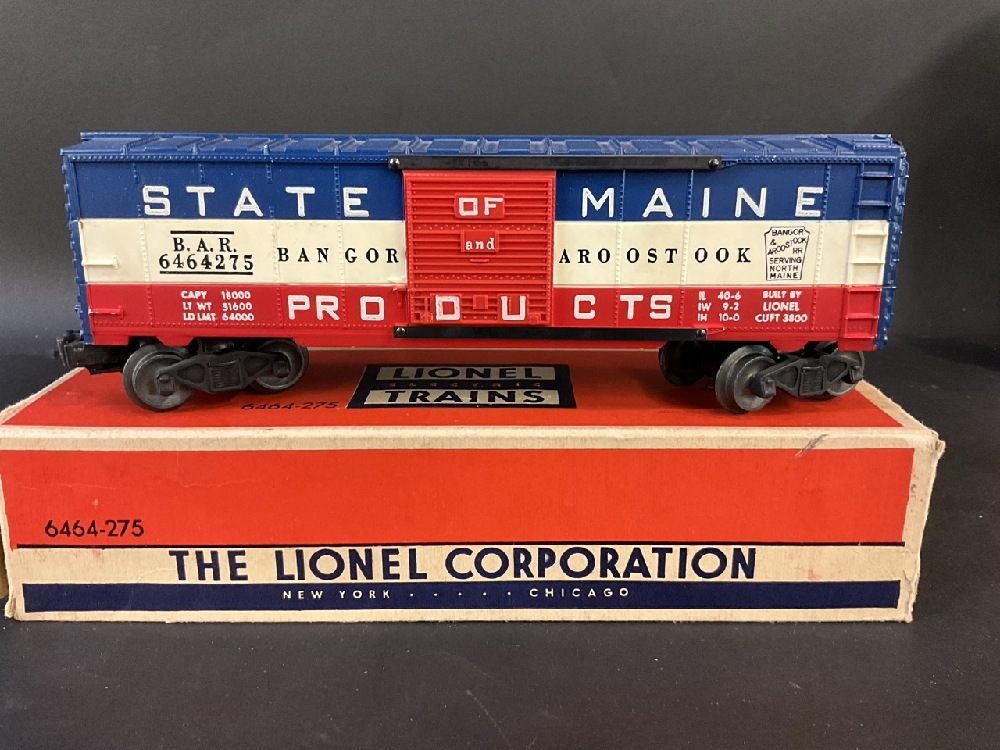 STATE OF MAINE
B.A.R.
6464275
BANGOR and AROOSTOOK
BANGOR
&
AROOSTOOK
RR
SERVING
NORTH
MAINE
PRODUCTS
CAPY 18000
LT WT 51600
LD LMT 64000
IL 40-6
IW 9-2
IH 10-0
BUILT BY
LIONEL
CUFT 3800
LIONEL
ELECTRIC
TRAINS
6464-275
6464-275
THE LIONEL CORPORATION
NEW YORK - - - - - CHICAGO